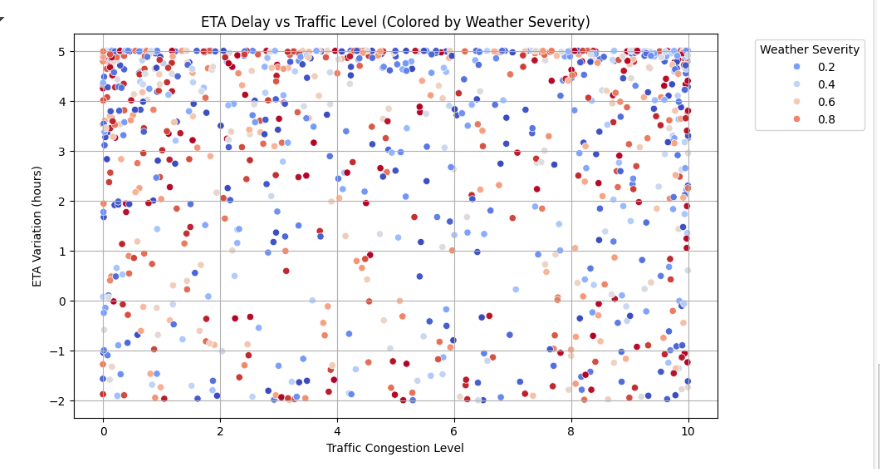 ETA Delay vs Traffic Level (Colored by Weather Severity)
5
4
3
2
1
0
−1
−2
ETA Variation (hours)
0 2 4 6 8 10
Traffic Congestion Level
Weather Severity
0.2
0.4
0.6
0.8